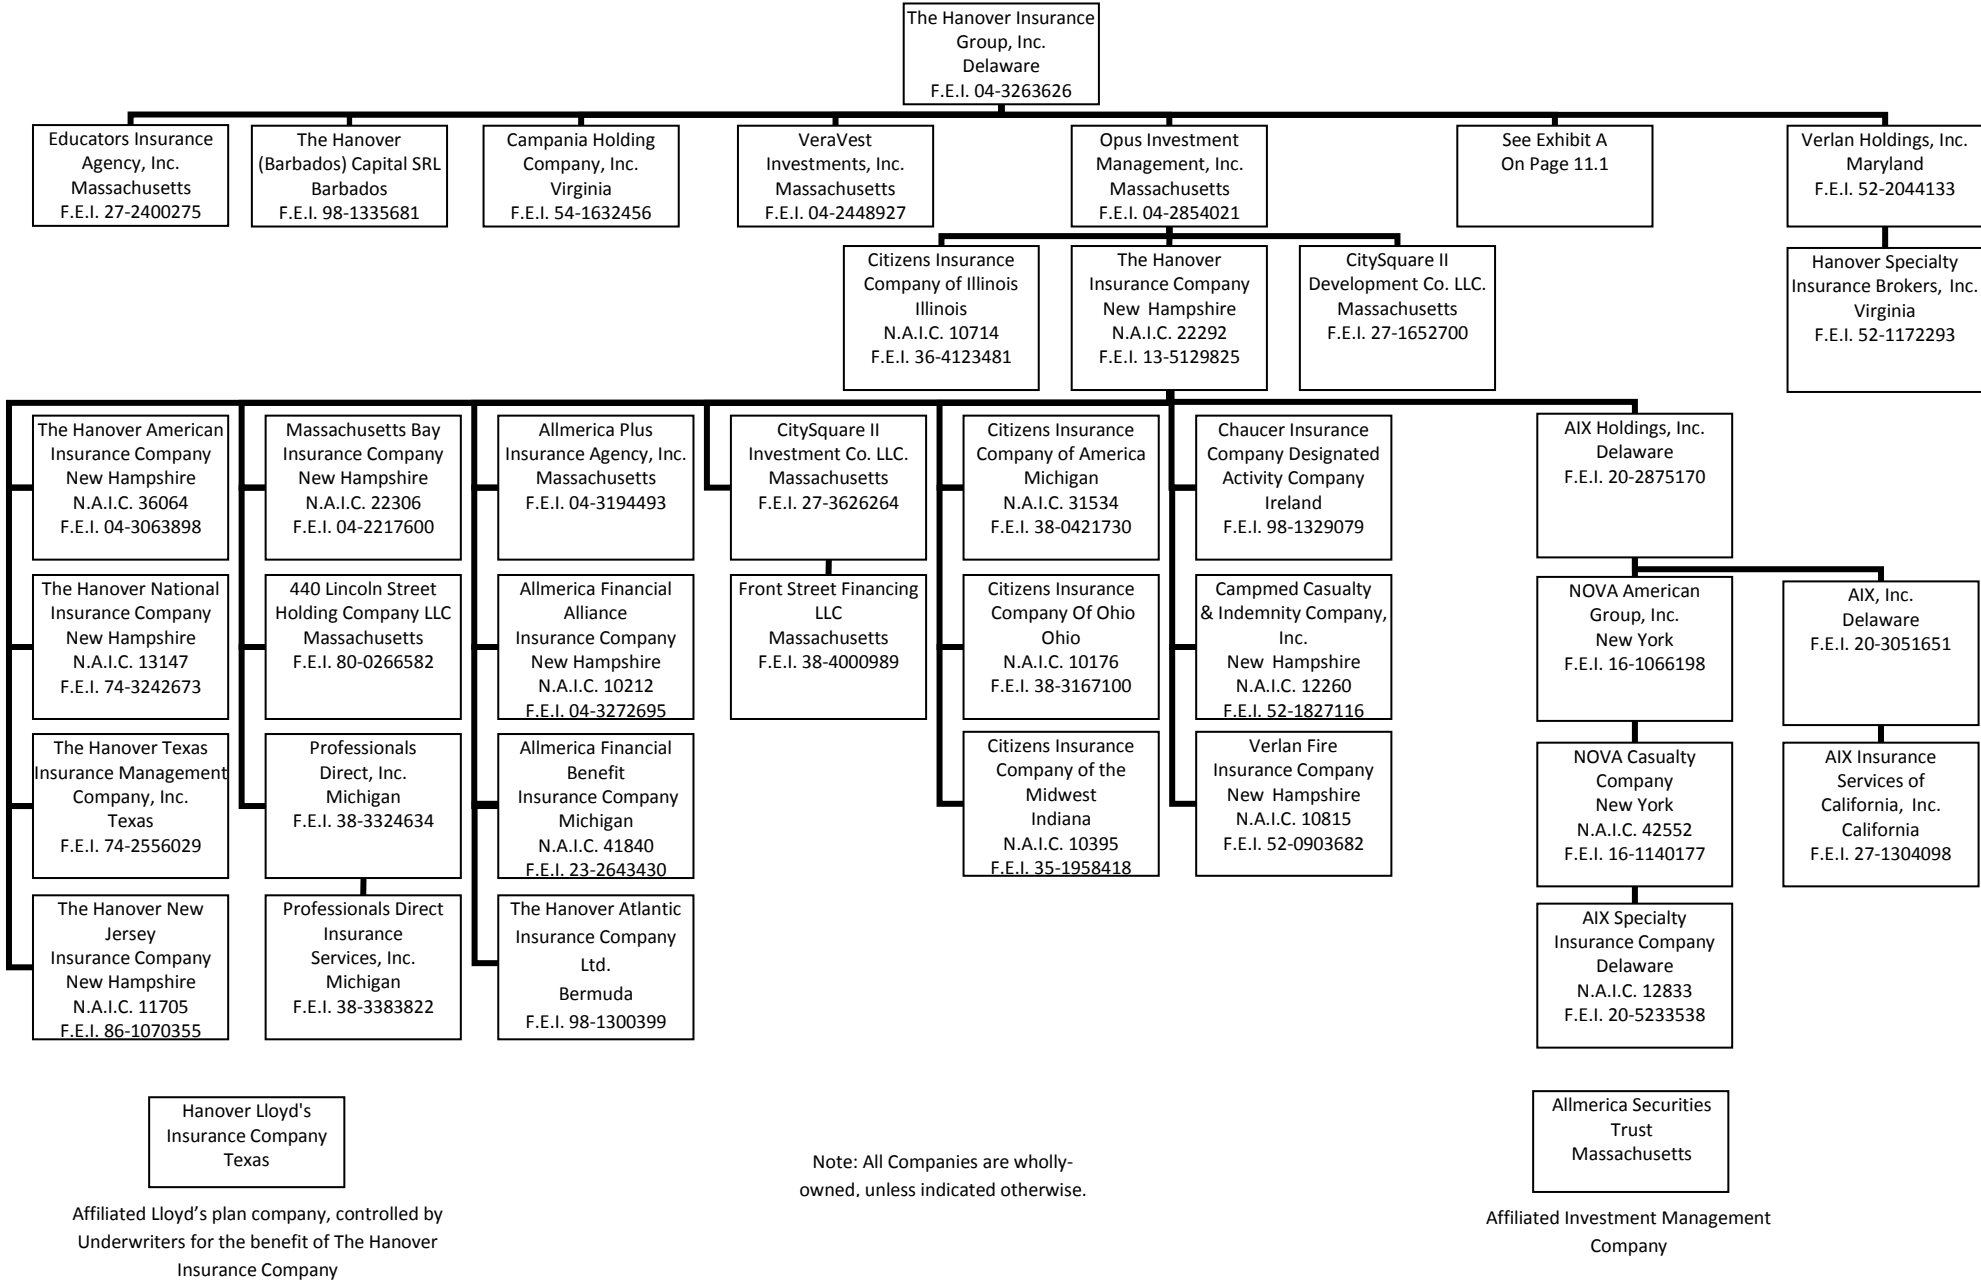 The Hanover Insurance
Group, Inc.
Delaware
F.E.I. 04-3263626
Educators Insurance
Agency, Inc.
Massachusetts
F.E.I. 27-2400275
The Hanover
(Barbados) Capital SRL
Barbados
F.E.I. 98-1335681
Campania Holding
Company, Inc.
Virginia
F.E.I. 54-1632456
VeraVest
Investments, Inc.
Massachusetts
F.E.I. 04-2448927
Opus Investment
Management, Inc.
Massachusetts
F.E.I. 04-2854021
See Exhibit A
On Page 11.1
Verlan Holdings, Inc.
Maryland
F.E.I. 52-2044133
Citizens Insurance
Company of Illinois
Illinois
N.A.I.C. 10714
F.E.I. 36-4123481
The Hanover
Insurance Company
New Hampshire
N.A.I.C. 22292
F.E.I. 13-5129825
CitySquare II
Development Co. LLC.
Massachusetts
F.E.I. 27-1652700
Hanover Specialty
Insurance Brokers, Inc.
Virginia
F.E.I. 52-1172293
The Hanover American
Insurance Company
New Hampshire
N.A.I.C. 36064
F.E.I. 04-3063898
Massachusetts Bay
Insurance Company
New Hampshire
N.A.I.C. 22306
F.E.I. 04-2217600
Allmerica Plus
Insurance Agency, Inc.
Massachusetts
F.E.I. 04-3194493
CitySquare II
Investment Co. LLC.
Massachusetts
F.E.I. 27-3626264
Citizens Insurance
Company of America
Michigan
N.A.I.C. 31534
F.E.I. 38-0421730
Chaucer Insurance
Company Designated
Activity Company
Ireland
F.E.I. 98-1329079
AIX Holdings, Inc.
Delaware
F.E.I. 20-2875170
The Hanover National
Insurance Company
New Hampshire
N.A.I.C. 13147
F.E.I. 74-3242673
440 Lincoln Street
Holding Company LLC
Massachusetts
F.E.I. 80-0266582
Allmerica Financial
Alliance
Insurance Company
New Hampshire
N.A.I.C. 10212
F.E.I. 04-3272695
Front Street Financing
LLC
Massachusetts
F.E.I. 38-4000989
Citizens Insurance
Company Of Ohio
Ohio
N.A.I.C. 10176
F.E.I. 38-3167100
Campmed Casualty
& Indemnity Company,
Inc.
New Hampshire
N.A.I.C. 12260
F.E.I. 52-1827116
NOVA American
Group, Inc.
New York
F.E.I. 16-1066198
AIX, Inc.
Delaware
F.E.I. 20-3051651
The Hanover Texas
Insurance Management
Company, Inc.
Texas
F.E.I. 74-2556029
Professionals
Direct, Inc.
Michigan
F.E.I. 38-3324634
Allmerica Financial
Benefit
Insurance Company
Michigan
N.A.I.C. 41840
F.E.I. 23-2643430
Citizens Insurance
Company of the
Midwest
Indiana
N.A.I.C. 10395
F.E.I. 35-1958418
Verlan Fire
Insurance Company
New Hampshire
N.A.I.C. 10815
F.E.I. 52-0903682
NOVA Casualty
Company
New York
N.A.I.C. 42552
F.E.I. 16-1140177
AIX Insurance
Services of
California, Inc.
California
F.E.I. 27-1304098
The Hanover New
Jersey
Insurance Company
New Hampshire
N.A.I.C. 11705
F.E.I. 86-1070355
Professionals Direct
Insurance
Services, Inc.
Michigan
F.E.I. 38-3383822
The Hanover Atlantic
Insurance Company
Ltd.
Bermuda
F.E.I. 98-1300399
AIX Specialty
Insurance Company
Delaware
N.A.I.C. 12833
F.E.I. 20-5233538
Hanover Lloyd's
Insurance Company
Texas
Affiliated Lloyd’s plan company, controlled by
Underwriters for the benefit of The Hanover
Insurance Company
Note: All Companies are wholly-
owned, unless indicated otherwise.
Allmerica Securities
Trust
Massachusetts
Affiliated Investment Management
Company